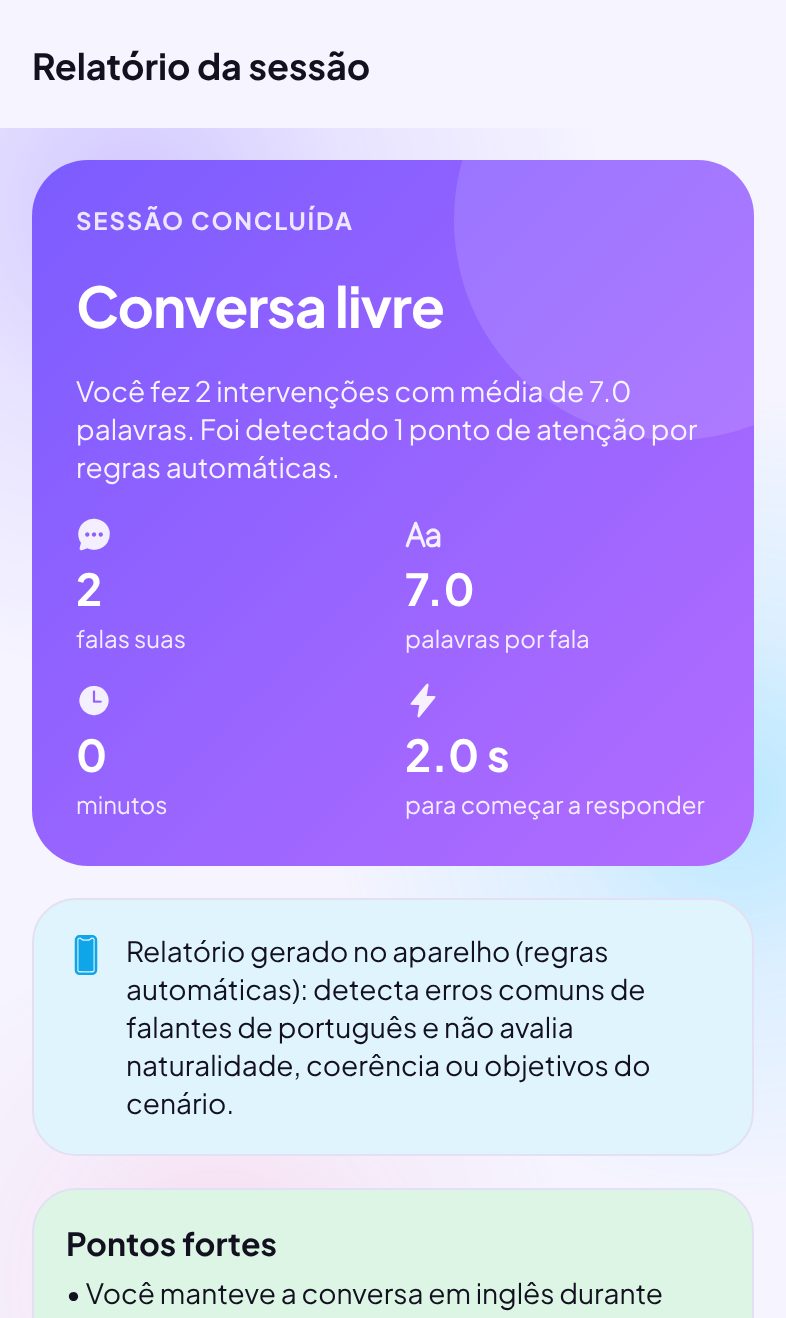 Relatório da sessão
SESSÃO CONCLUÍDA
Conversa livre
Você fez 2 intervenções com média de 7.0
palavras. Foi detectado 1 ponto de atenção por
regras automáticas.
Aa
2
7.0
falas suas
palavras por fala
0
2.0 s
minutos
para começar a responder
Relatório gerado no aparelho (regras
automáticas): detecta erros comuns de
falantes de português e não avalia
naturalidade, coerência ou objetivos do
cenário.
Pontos fortes
• Você manteve a conversa em inglês durante